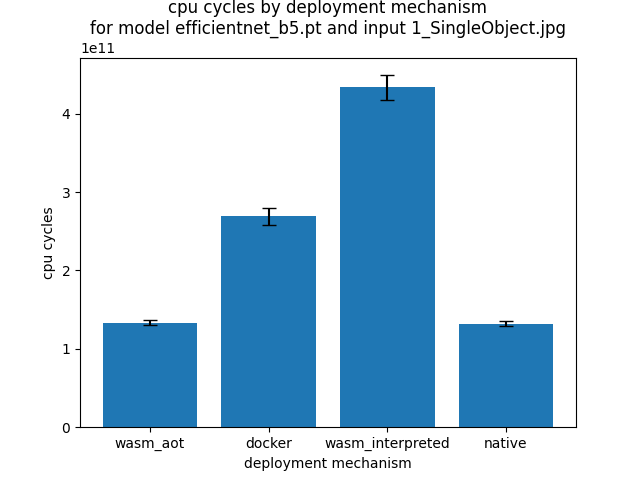 cpu cycles by deployment mechanism
for model efficientnet_b5.pt and input 1_SingleObject.jpg
1e11
4
3
2
1
0
cpu cycles
wasm_aot docker wasm_interpreted native
deployment mechanism